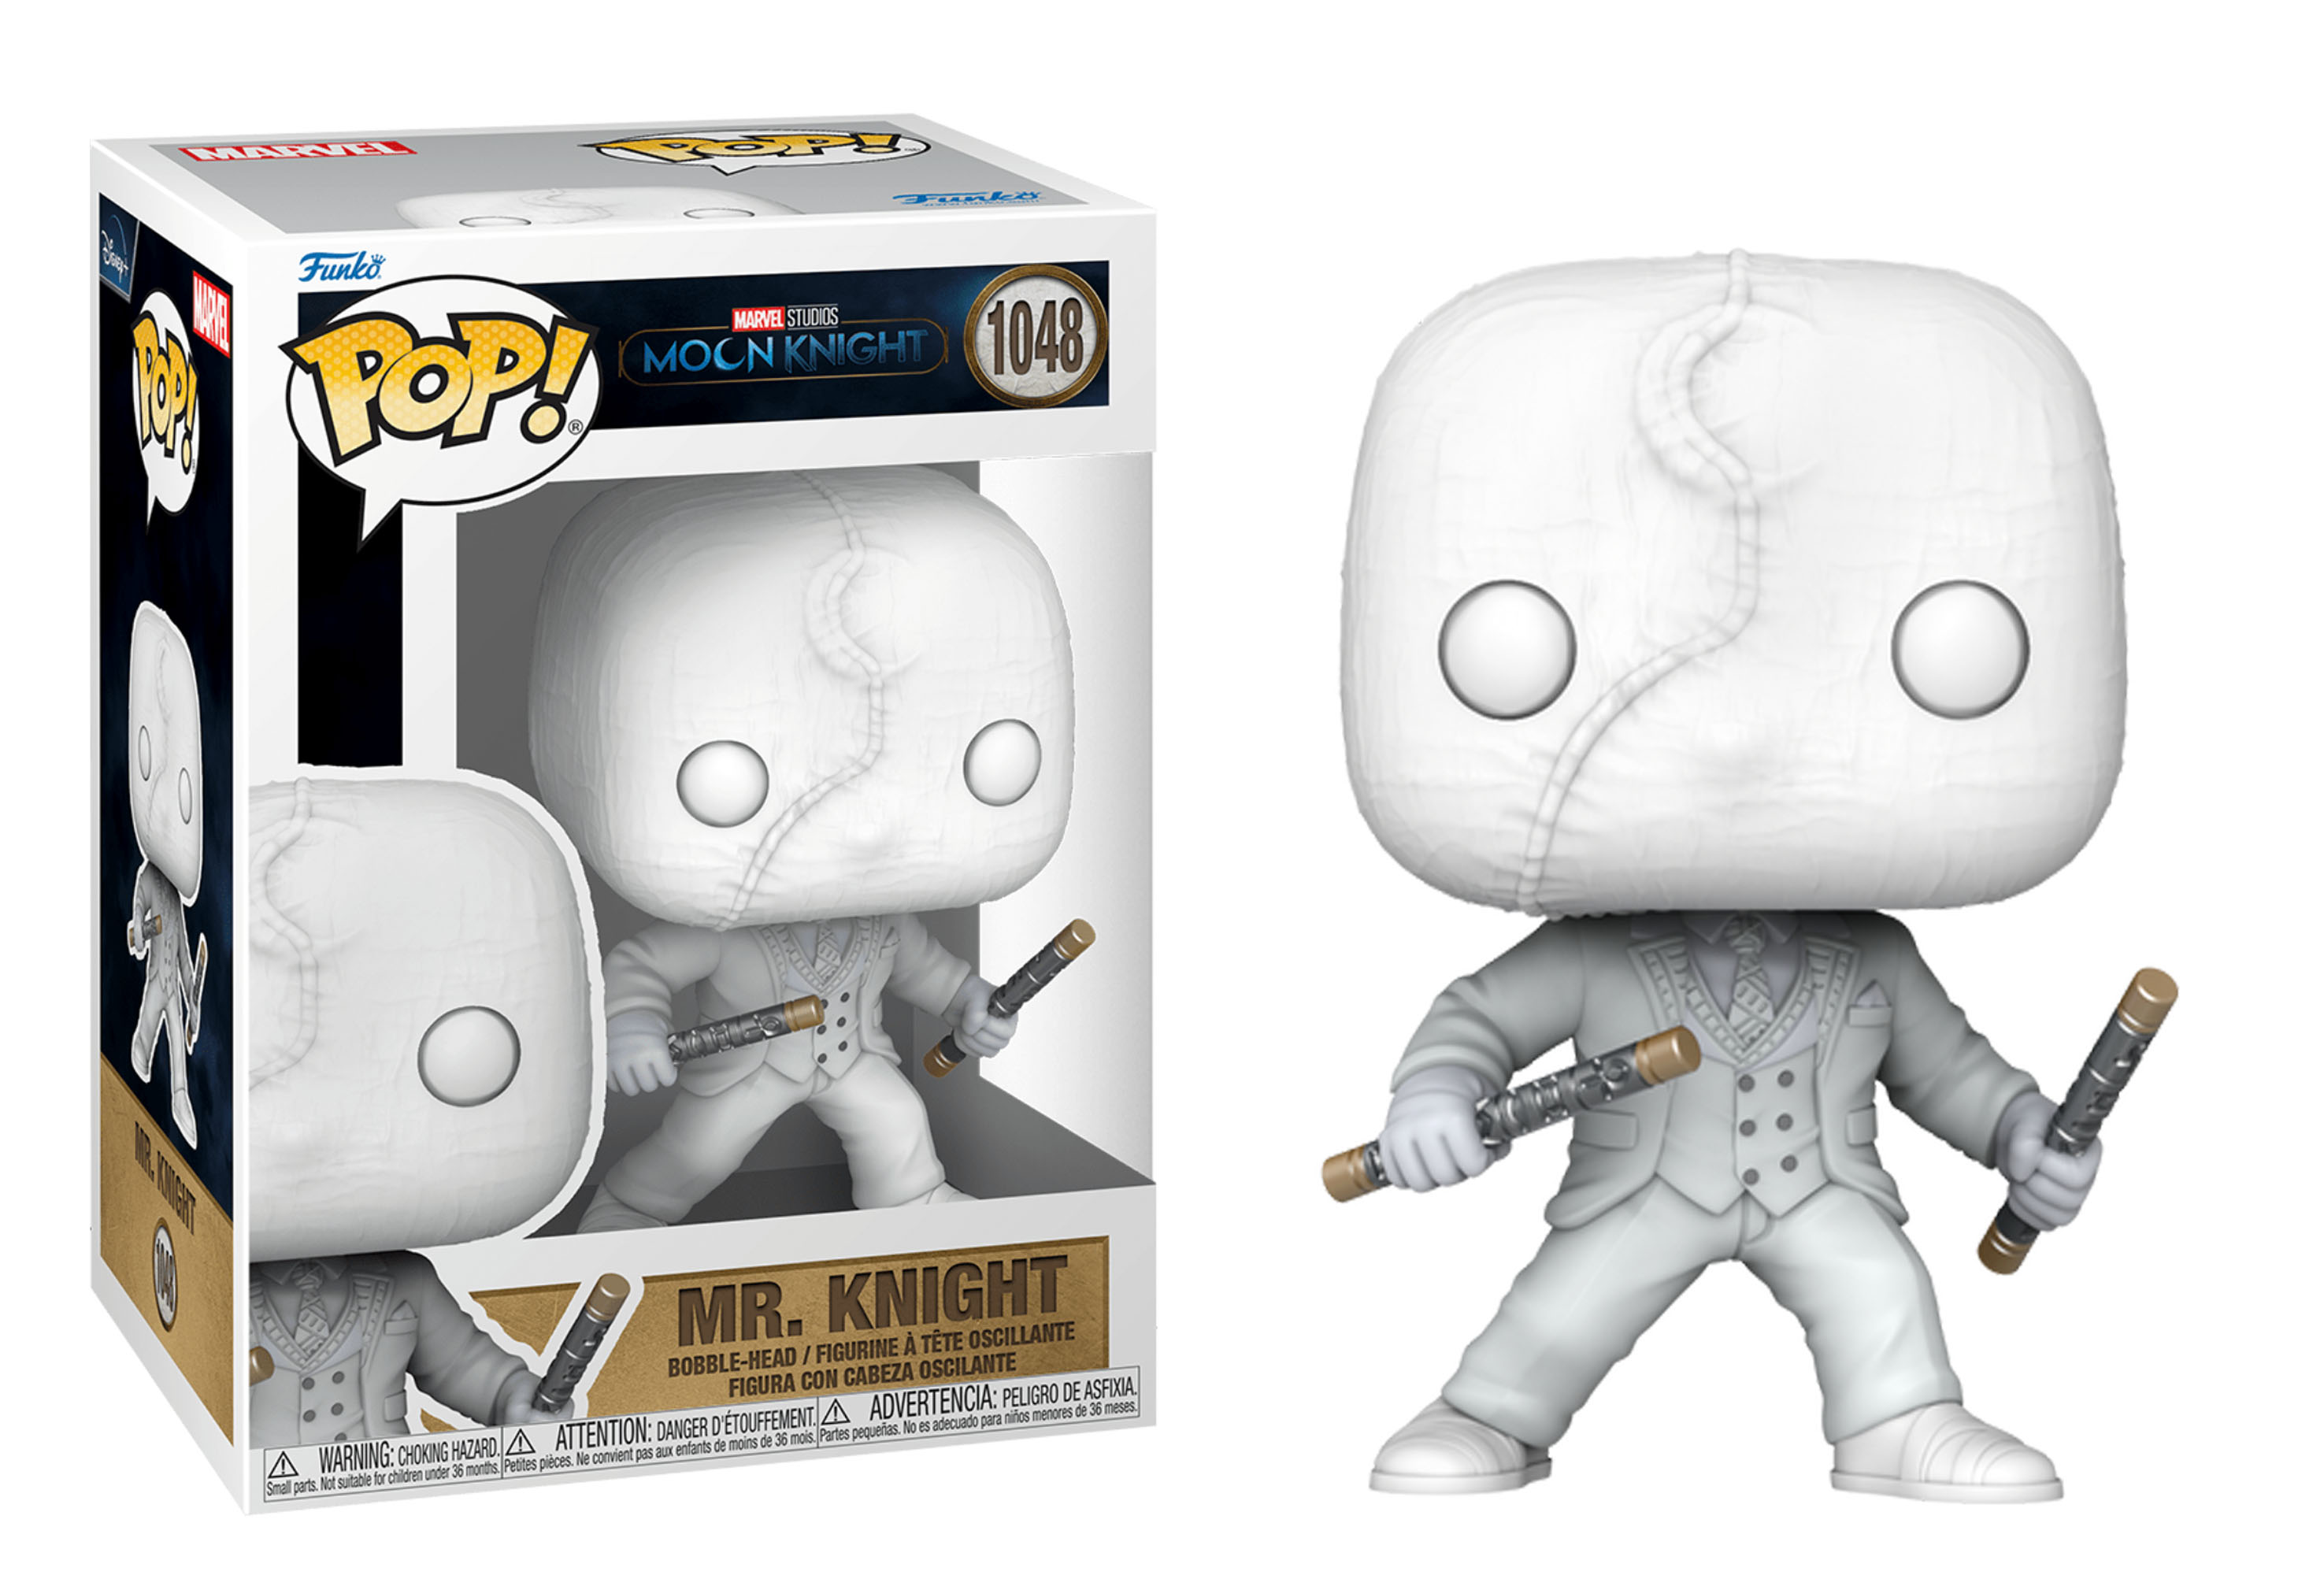 MARVEL
POP!
Funko
Disney+
MARVEL
POP!
MR. KNIGHT
1048
Funko
POP!®
MARVEL STUDIOS
MOON KNIGHT
1048
MR. KNIGHT
BOBBLE-HEAD / FIGURINE À TÊTE OSCILLANTE
FIGURA CON CABEZA OSCILANTE
WARNING: CHOKING HAZARD.
Small parts. Not suitable for children under 36 months.
ATTENTION: DANGER D'ÉTOUFFEMENT.
Petites pièces. Ne convient pas aux enfants de moins de 36 mois.
ADVERTENCIA: PELIGRO DE ASFIXIA.
Partes pequeñas. No es adecuado para niños menores de 36 meses.